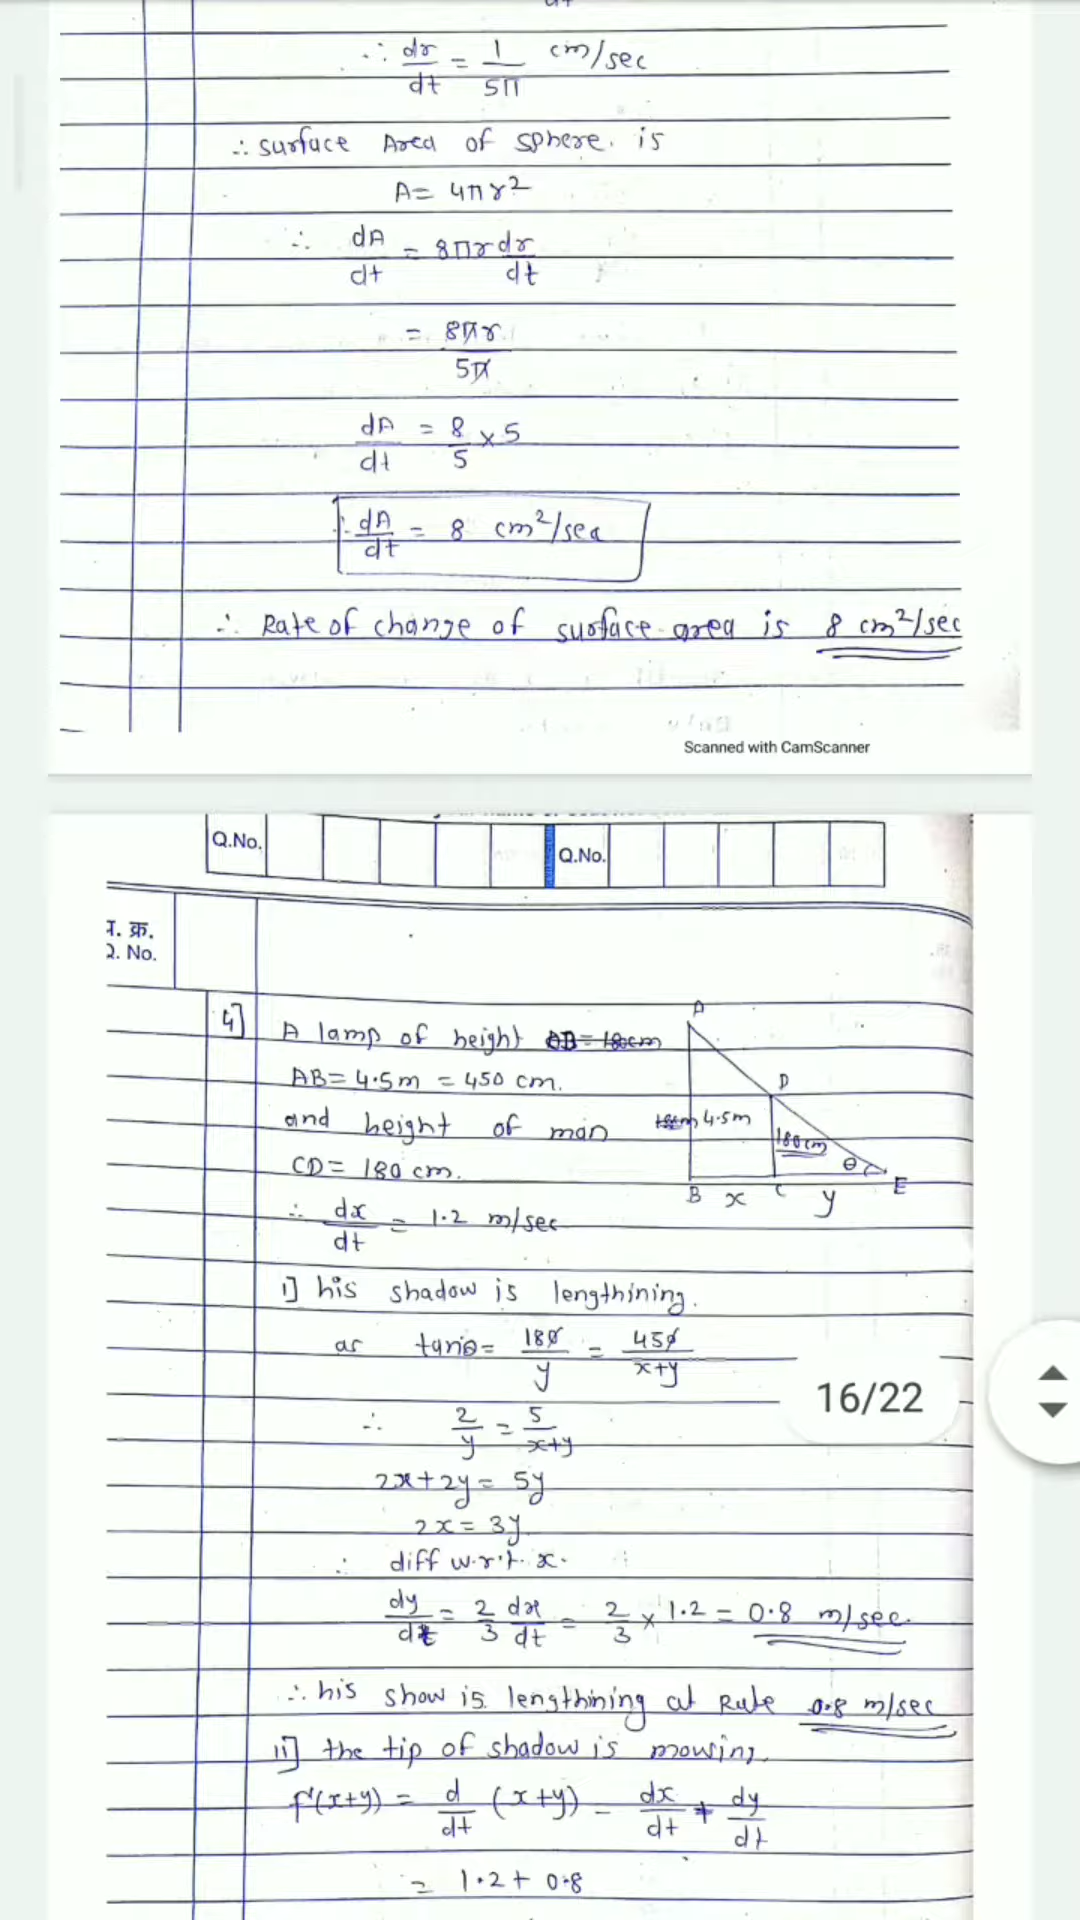 ∴ dr/dt = 1/5π cm/sec
∴ surface Area of sphere. is
A = 4πr²
∴ dA/dt = 8πr dr/dt
= 8πr/5π
dA/dt = 8/5 × 5
∴ dA/dt = 8 cm²/sec
∴ Rate of change of surface area is 8 cm²/sec
Scanned with CamScanner
Q.No. Q.No.
प्र. क्र.
Q. No.
4] A lamp of height AB = 180cm
AB = 4.5m = 450 cm.
and height of man
CD = 180 cm.
A
D
4.5m
180cm
θ
B x C y E
∴ dx/dt = 1.2 m/sec
i] his shadow is lengthining.
as tanθ = 180/y = 450/x+y
16/22
∴ 2/y = 5/x+y
2x+2y = 5y
2x = 3y
∴ diff w.r.t. x.
dy/dt = 2/3 dx/dt = 2/3 × 1.2 = 0.8 m/sec.
∴ his show is lengthining at Rate 0.8 m/sec
ii] the tip of shadow is mowing.
f'(x+y) = d/dt (x+y) = dx/dt + dy/dt
= 1.2 + 0.8